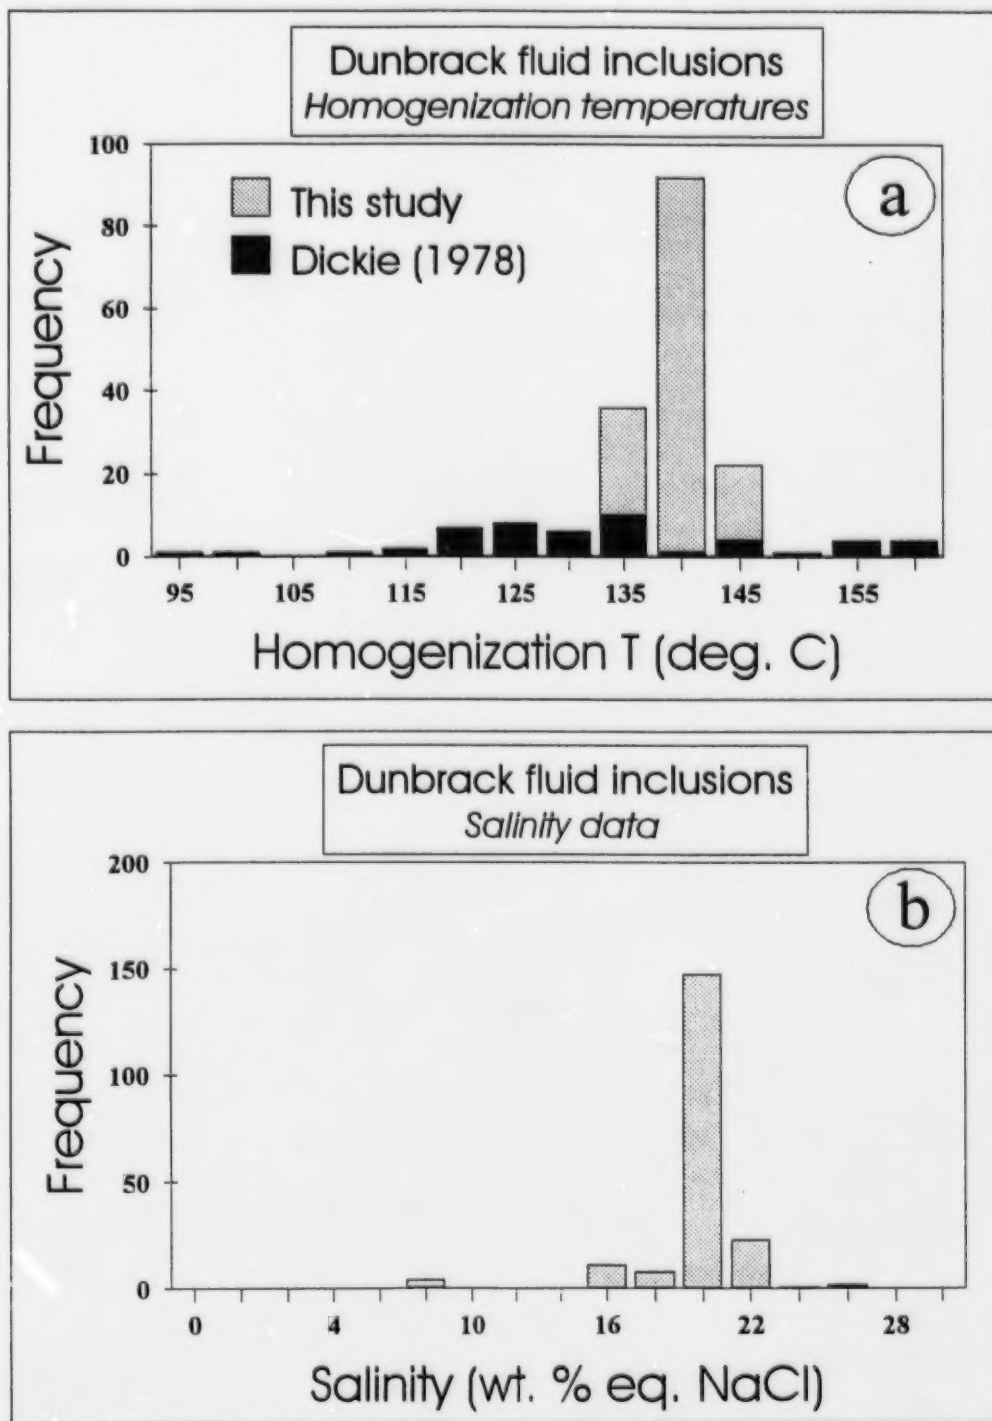 Dunbrack fluid inclusions
Homogenization temperatures
a
This study
Dickie (1978)
Frequency
100
80
60
40
20
0
95 105 115 125 135 145 155
Homogenization T (deg. C)
Dunbrack fluid inclusions
Salinity data
b
Frequency
200
150
100
50
0
0 4 10 16 22 28
Salinity (wt. % eq. NaCl)